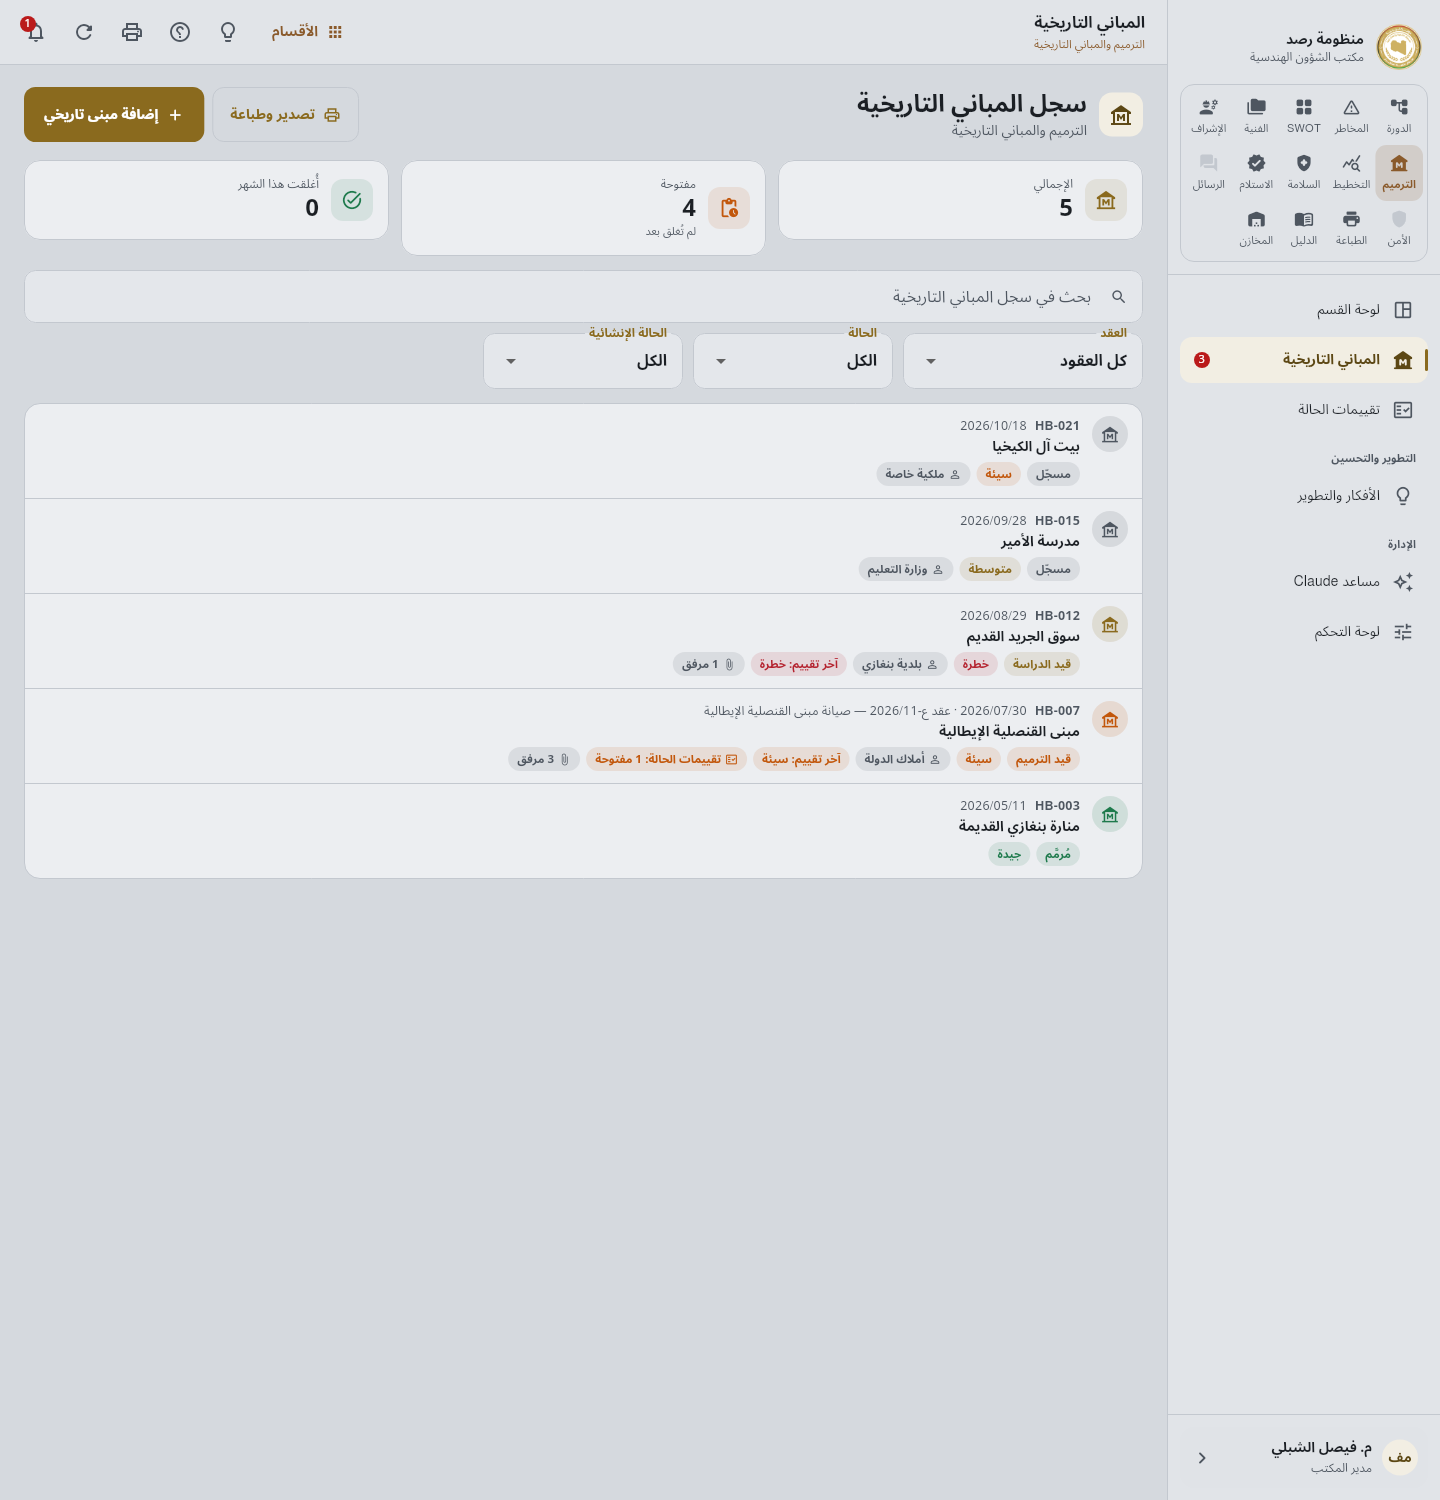 منظومة رصد
مكتب الشؤون الهندسية
الدورة
المخاطر
SWOT
الفنية
الإشراف
الترميم
التخطيط
السلامة
الاستلام
الرسائل
الأمن
الطباعة
الدليل
المخازن
لوحة القسم
المباني التاريخية
3
تقييمات الحالة
التطوير والتحسين
الأفكار والتطوير
الإدارة
مساعد Claude
لوحة التحكم
م. فيصل الشبلي
مدير المكتب
مف
المباني التاريخية
الترميم والمباني التاريخية
الأقسام
1
سجل المباني التاريخية
الترميم والمباني التاريخية
تصدير وطباعة
إضافة مبنى تاريخي
الإجمالي
5
مفتوحة
4
لم تُغلق بعد
أُغلقت هذا الشهر
0
بحث في سجل المباني التاريخية
العقد
كل العقود
الحالة
الكل
الحالة الإنشائية
الكل
HB-021 2026/10/18
بيت آل الكيخيا
مسجّل
سيئة
ملكية خاصة
HB-015 2026/09/28
مدرسة الأمير
مسجّل
متوسطة
وزارة التعليم
HB-012 2026/08/29
سوق الجريد القديم
قيد الدراسة
خطرة
بلدية بنغازي
آخر تقييم: خطرة
1 مرفق
HB-007 2026/07/30 · عقد ع-2026/11 — صيانة مبنى القنصلية الإيطالية
مبنى القنصلية الإيطالية
قيد الترميم
سيئة
أملاك الدولة
آخر تقييم: سيئة
تقييمات الحالة: 1 مفتوحة
3 مرفق
HB-003 2026/05/11
منارة بنغازي القديمة
مُرمَّم
جيدة